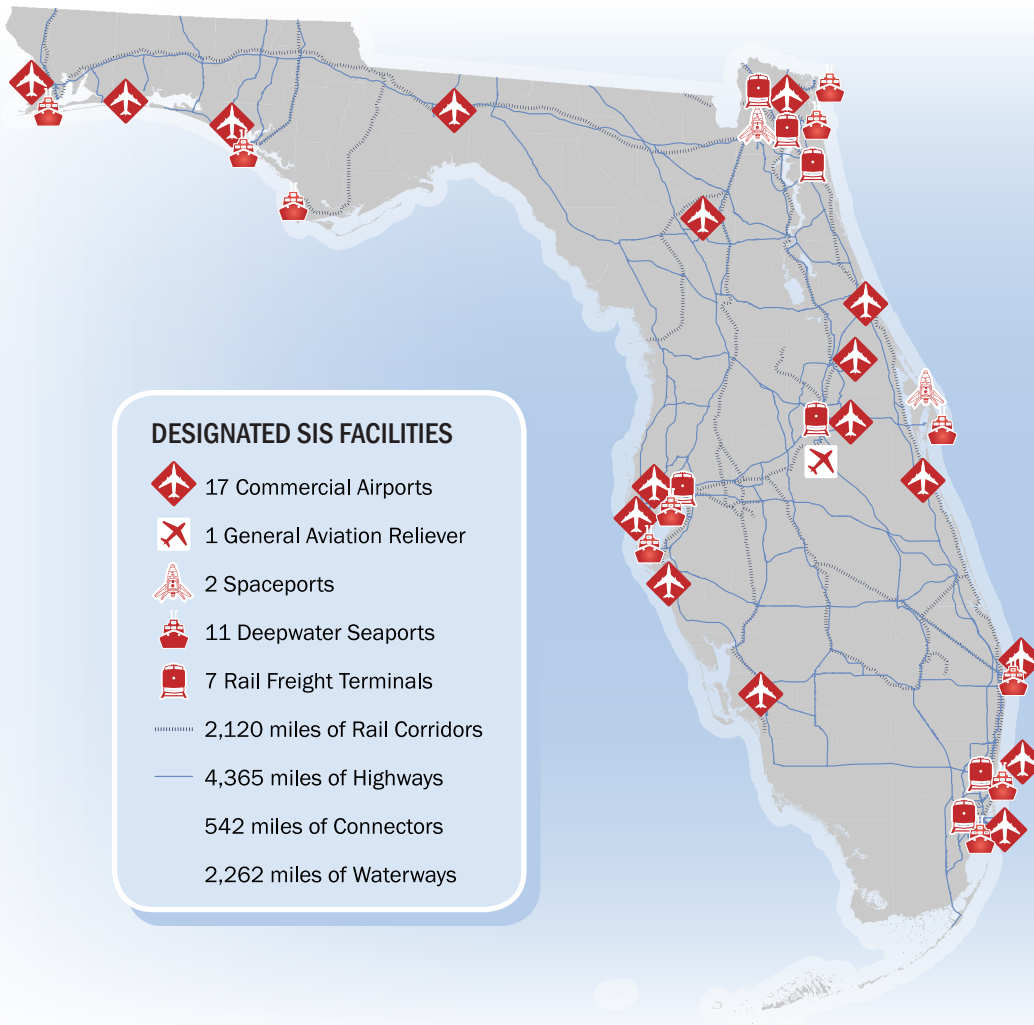 DESIGNATED SIS FACILITIES
17 Commercial Airports
1 General Aviation Reliever
2 Spaceports
11 Deepwater Seaports
7 Rail Freight Terminals
2,120 miles of Rail Corridors
4,365 miles of Highways
542 miles of Connectors
2,262 miles of Waterways